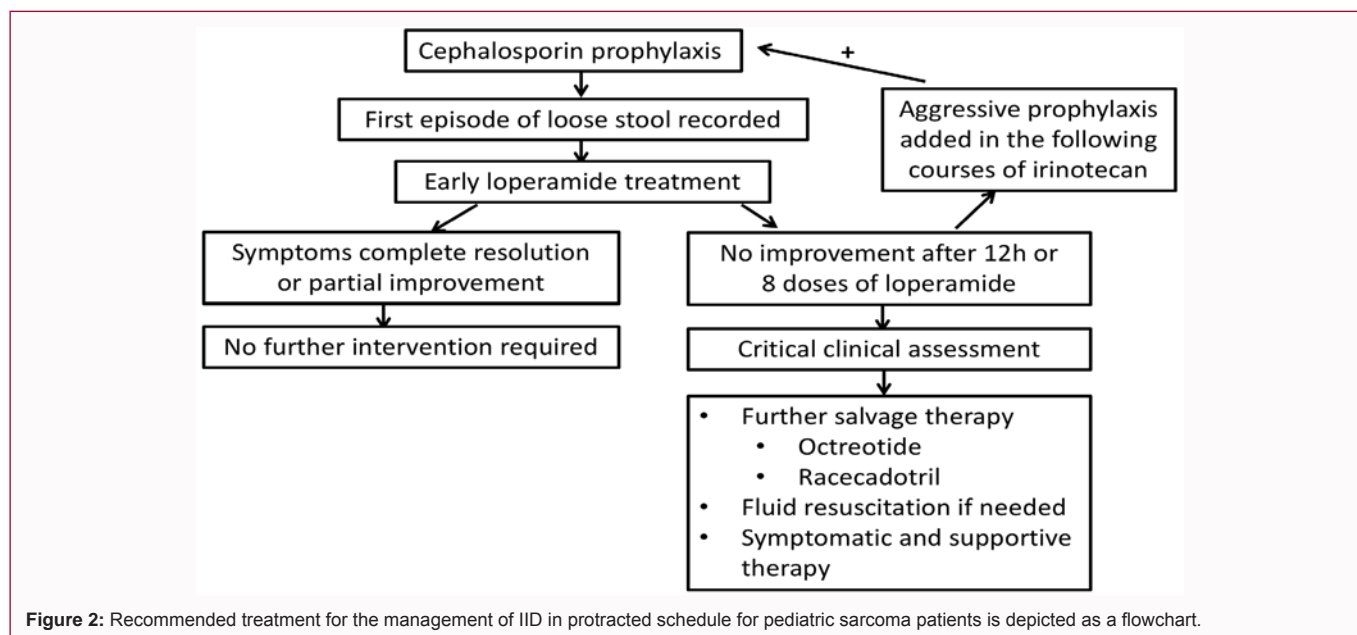 Cephalosporin prophylaxis
+
First episode of loose stool recorded
Aggressive prophylaxis
added in the following
courses of irinotecan
Early loperamide treatment
Symptoms complete resolution
or partial improvement
No improvement after 12h or
8 doses of loperamide
No further intervention required
Critical clinical assessment
• Further salvage therapy
• Octreotide
• Racecadotril
• Fluid resuscitation if needed
• Symptomatic and supportive
therapy
Figure 2: Recommended treatment for the management of IID in protracted schedule for pediatric sarcoma patients is depicted as a flowchart.